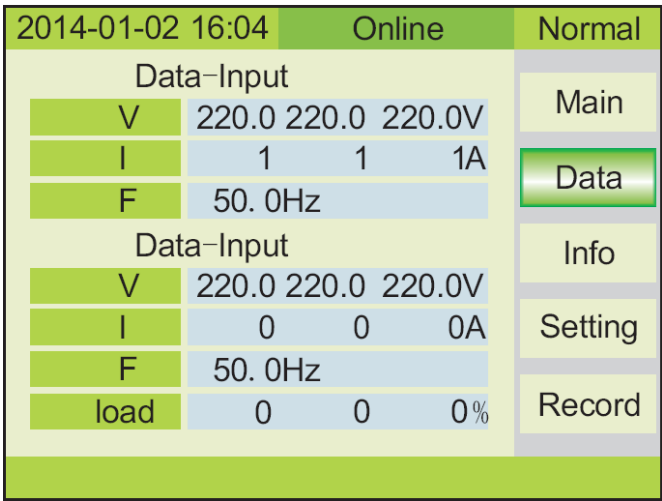 2014-01-02 16:04 Online Normal
Data-Input
V 220.0 220.0 220.0V
I 1 1 1A
F 50. 0Hz
Data-Input
V 220.0 220.0 220.0V
I 0 0 0A
F 50. 0Hz
load 0 0 0%
Main
Data
Info
Setting
Record